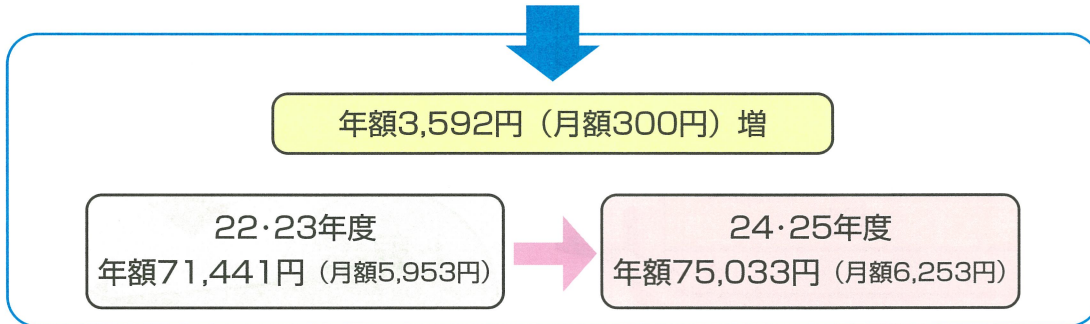 年額3,592円（月額300円）増
22・23年度
年額71,441円（月額5,953円）
24・25年度
年額75,033円（月額6,253円）